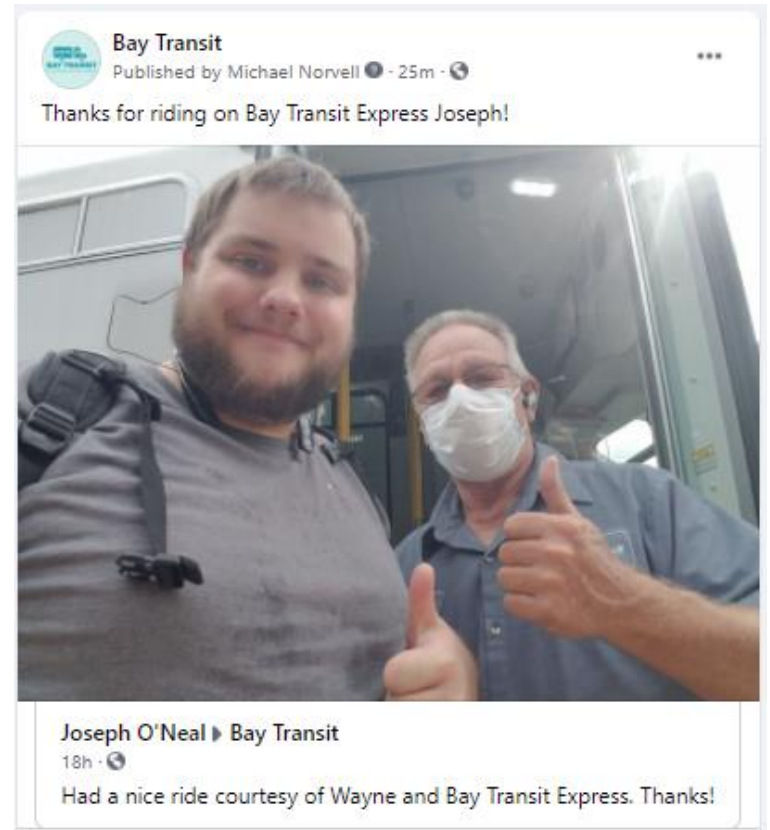 Bay Transit
Published by Michael Norvell · 25m ·
Thanks for riding on Bay Transit Express Joseph!
Joseph O'Neal Bay Transit
18h ·
Had a nice ride courtesy of Wayne and Bay Transit Express. Thanks!